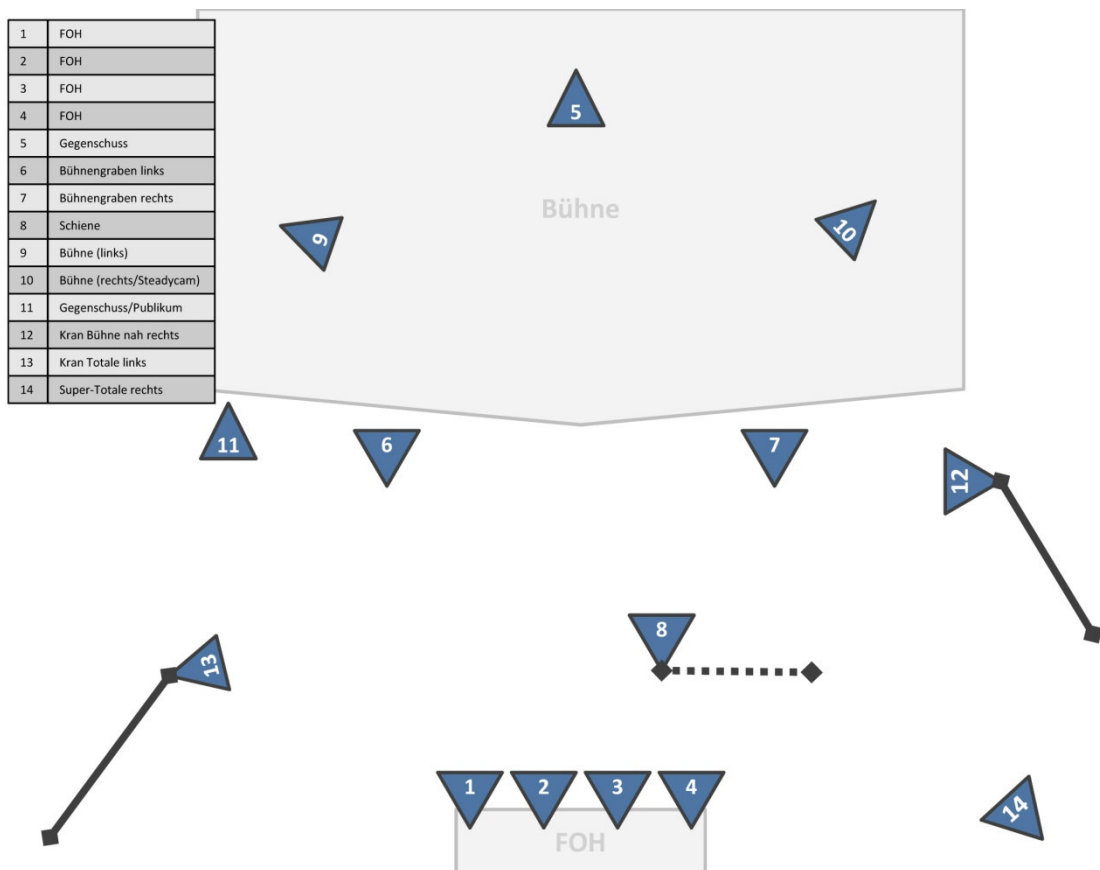 1 FOH
2 FOH
3 FOH
4 FOH
5 Gegenschuss
6 Bühnengraben links
7 Bühnengraben rechts
8 Schiene
9 Bühne (links)
10 Bühne (rechts/Steadycam)
11 Gegenschuss/Publikum
12 Kran Bühne nah rechts
13 Kran Totale links
14 Super-Totale rechts
5
Bühne
9
10
11
6
7
12
8
13
1
2
3
4
14
FOH